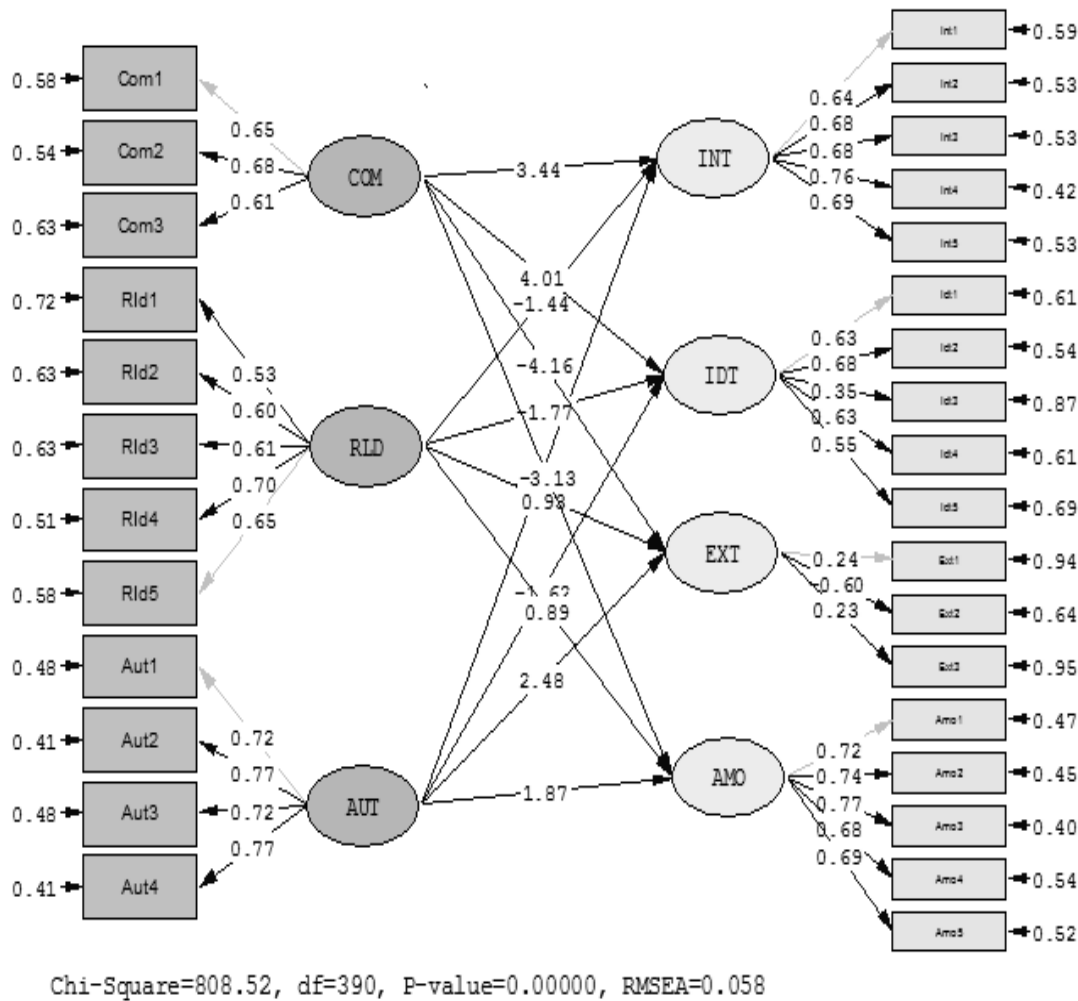 0.58
Com1
0.54
Com2
0.63
Com3
0.72
Rld1
0.63
Rld2
0.63
Rld3
0.51
Rld4
0.58
Rld5
0.48
Aut1
0.41
Aut2
0.48
Aut3
0.41
Aut4
0.65
0.68
0.61
0.53
0.60
0.61
0.70
0.65
0.72
0.77
0.72
0.77
COM
RLD
AUT
3.44
4.01
-1.44
-4.16
-1.77
-3.13
0.93
-1.62
0.89
2.48
-1.87
INT
IDT
EXT
AMO
0.64
0.68
0.68
0.76
0.69
0.63
0.68
0.35
0.63
0.55
0.24
-0.60
0.23
0.72
0.74
0.77
0.68
0.69
Int1
0.59
Int2
0.53
Int3
0.53
Int4
0.42
Int5
0.53
Idt1
0.61
Idt2
0.54
Idt3
0.87
Idt4
0.61
Idt5
0.69
Ext1
0.94
Ext2
0.64
Ext3
0.95
Amo1
0.47
Amo2
0.45
Amo3
0.40
Amo4
0.54
Amo5
0.52
Chi-Square=808.52, df=390, P-value=0.00000, RMSEA=0.058